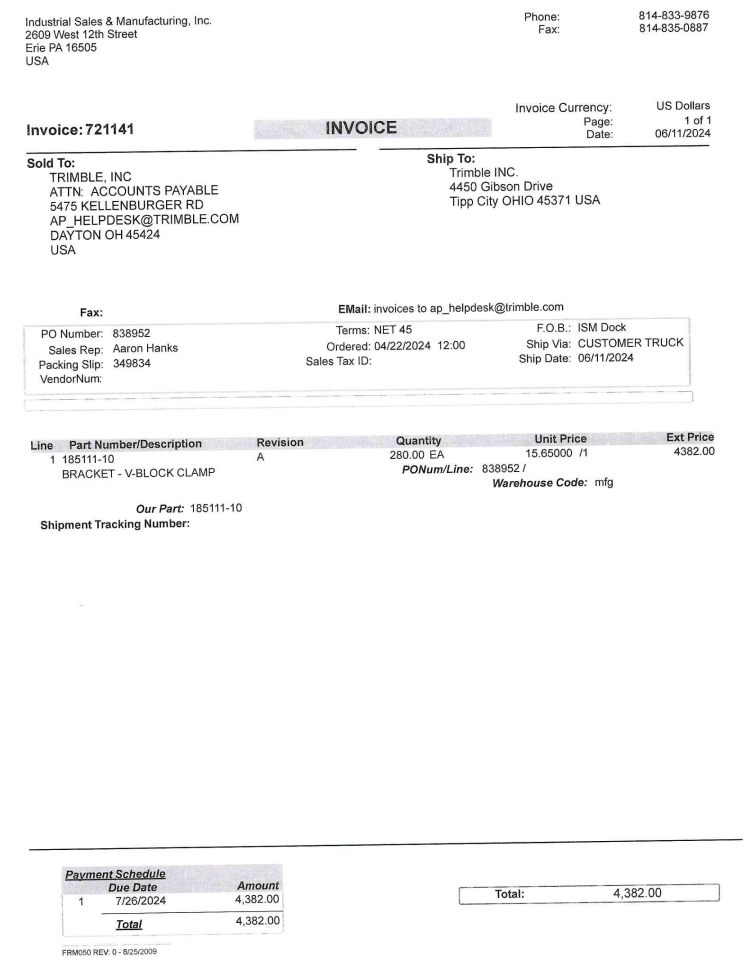 Industrial Sales & Manufacturing, Inc.
2609 West 12th Street
Erie PA 16505
USA
Phone: 814-833-9876
Fax: 814-835-0887
Invoice: 721141
INVOICE
Invoice Currency: US Dollars
Page: 1 of 1
Date: 06/11/2024
Sold To:
TRIMBLE, INC
ATTN: ACCOUNTS PAYABLE
5475 KELLENBURGER RD
AP_HELPDESK@TRIMBLE.COM
DAYTON OH 45424
USA
Ship To:
Trimble INC.
4450 Gibson Drive
Tipp City OHIO 45371 USA
Fax: EMail: invoices to ap_helpdesk@trimble.com
PO Number: 838952 Terms: NET 45 F.O.B.: ISM Dock
Sales Rep: Aaron Hanks Ordered: 04/22/2024 12:00 Ship Via: CUSTOMER TRUCK
Packing Slip: 349834 Sales Tax ID: Ship Date: 06/11/2024
VendorNum:
Line Part Number/Description Revision Quantity Unit Price Ext Price
1 185111-10 A 280.00 EA 15.65000 /1 4382.00
BRACKET - V-BLOCK CLAMP PONum/Line: 838952 /
Warehouse Code: mfg
Our Part: 185111-10
Shipment Tracking Number:
Payment Schedule
Due Date Amount
1 7/26/2024 4,382.00
Total 4,382.00
Total: 4,382.00
FRM050 REV: 0 - 8/25/2009